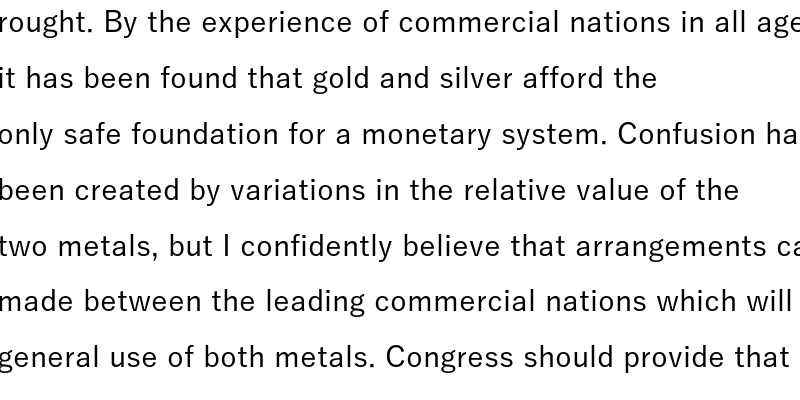 rought. By the experience of commercial nations in all age
it has been found that gold and silver afford the
only safe foundation for a monetary system. Confusion ha
been created by variations in the relative value of the
two metals, but I confidently believe that arrangements ca
made between the leading commercial nations which will
general use of both metals. Congress should provide that